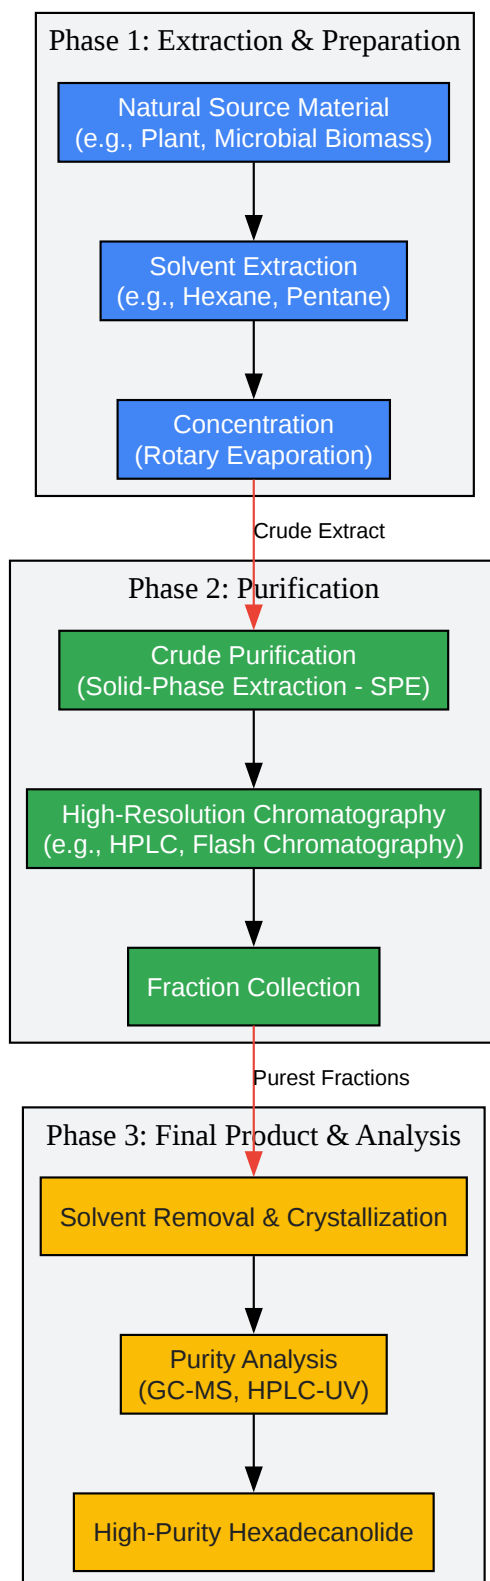 Phase 1: Extraction & Preparation
Natural Source Material
(e.g., Plant, Microbial Biomass)
Solvent Extraction
(e.g., Hexane, Pentane)
Concentration
(Rotary Evaporation)
Crude Extract
Phase 2: Purification
Crude Purification
(Solid-Phase Extraction - SPE)
High-Resolution Chromatography
(e.g., HPLC, Flash Chromatography)
Fraction Collection
Purest Fractions
Phase 3: Final Product & Analysis
Solvent Removal & Crystallization
Purity Analysis
(GC-MS, HPLC-UV)
High-Purity Hexadecanolide